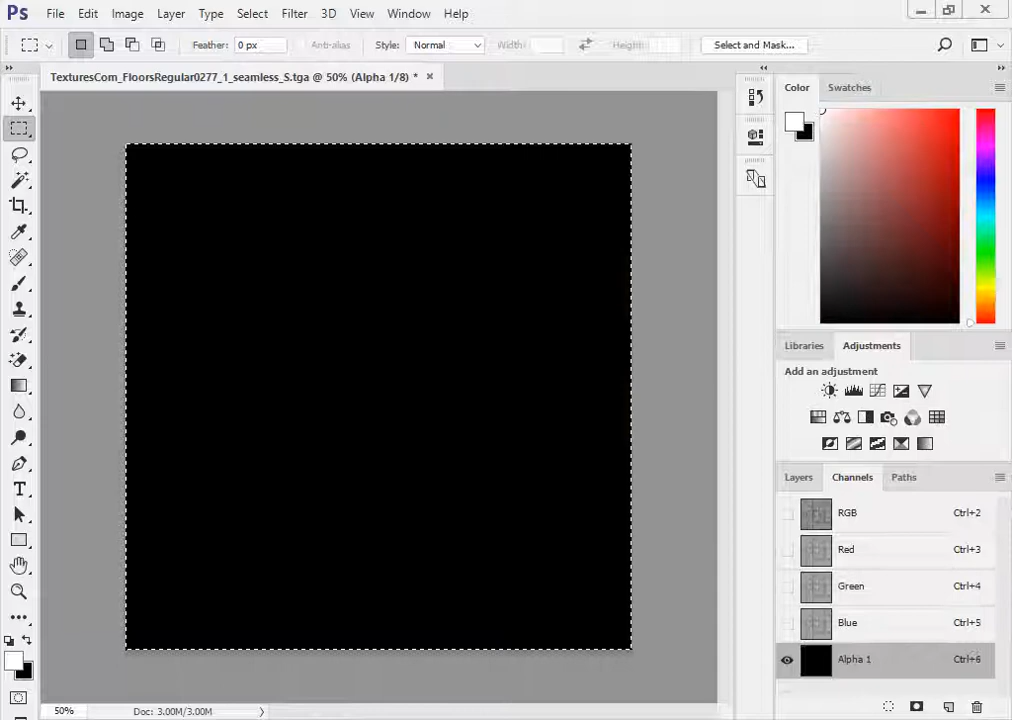 Ps File Edit Image Layer Type Select Filter 3D View Window Help
Feather: 0 px Anti-alias Style: Normal Width: Height: Select and Mask...
TexturesCom_FloorsRegular0277_1_seamless_S.tga @ 50% (Alpha 1/8) *
Color Swatches
Libraries Adjustments
Add an adjustment
Layers Channels Paths
RGB Ctrl+2
Red Ctrl+3
Green Ctrl+4
Blue Ctrl+5
Alpha 1 Ctrl+6
50% Doc: 3.00M/3.00M